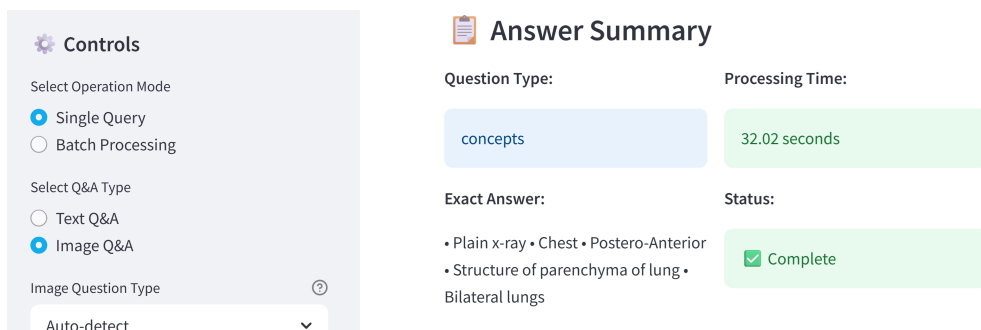 Controls
Select Operation Mode
Single Query
Batch Processing
Select Q&A Type
Text Q&A
Image Q&A
Image Question Type
Auto-detect
Answer Summary
Question Type:
concepts
Processing Time:
32.02 seconds
Exact Answer:
• Plain x-ray • Chest • Postero-Anterior
• Structure of parenchyma of lung •
Bilateral lungs
Status:
Complete